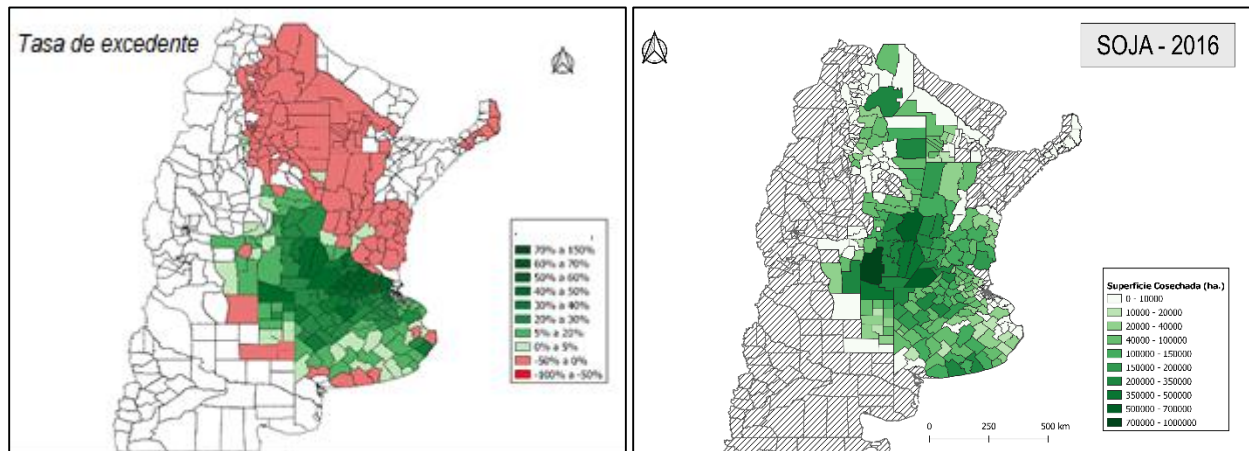 Tasa de excedente
70% a 150%
60% a 70%
50% a 60%
40% a 50%
30% a 40%
20% a 30%
5% a 20%
0% a 5%
-50% a 0%
-100% a -50%
SOJA - 2016
Superficie Cosechada (ha.)
0 - 10000
10000 - 20000
20000 - 40000
40000 - 100000
100000 - 150000
150000 - 200000
200000 - 350000
350000 - 500000
500000 - 700000
700000 - 1000000
0 250 500 km